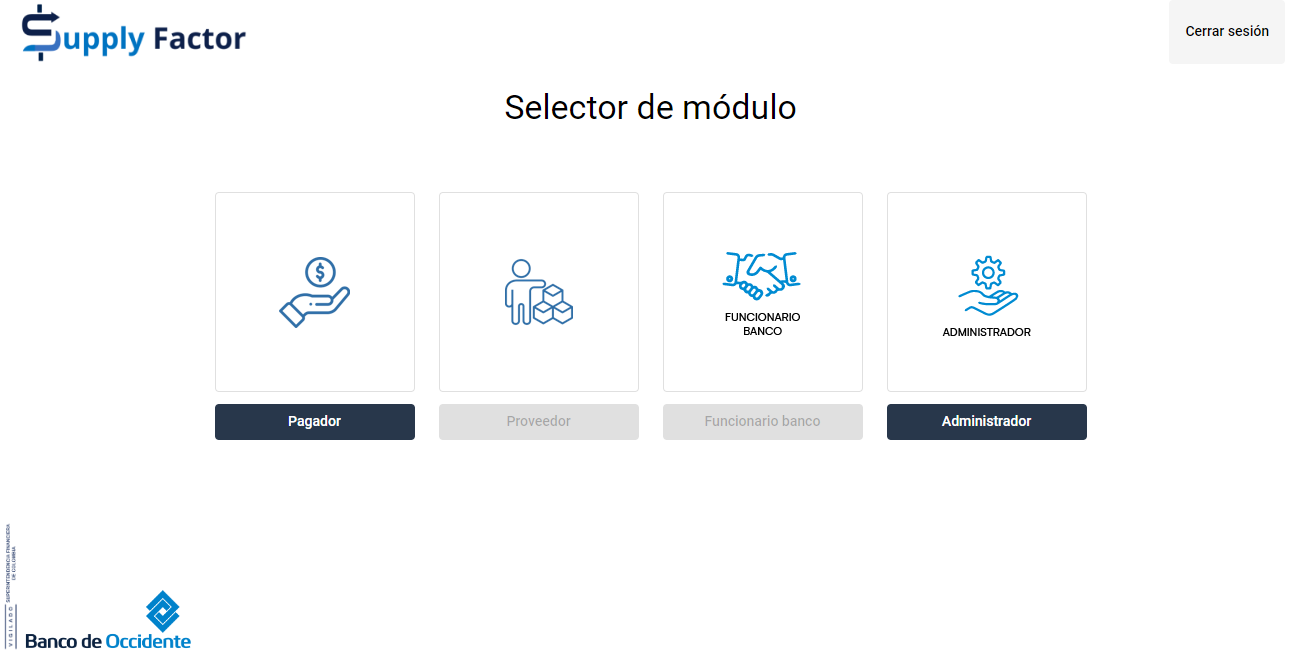 Supply Factor
Cerrar sesión
Selector de módulo
FUNCIONARIO
BANCO
ADMINISTRADOR
Pagador
Proveedor
Funcionario banco
Administrador
VIGILADO SUPERINTENDENCIA FINANCIERA
DE COLOMBIA
Banco de Occidente